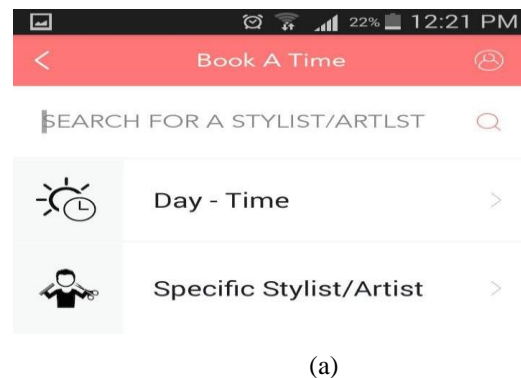 22% 12:21 PM
Book A Time
SEARCH FOR A STYLIST/ARTLST
Day - Time
Specific Stylist/Artist
(a)